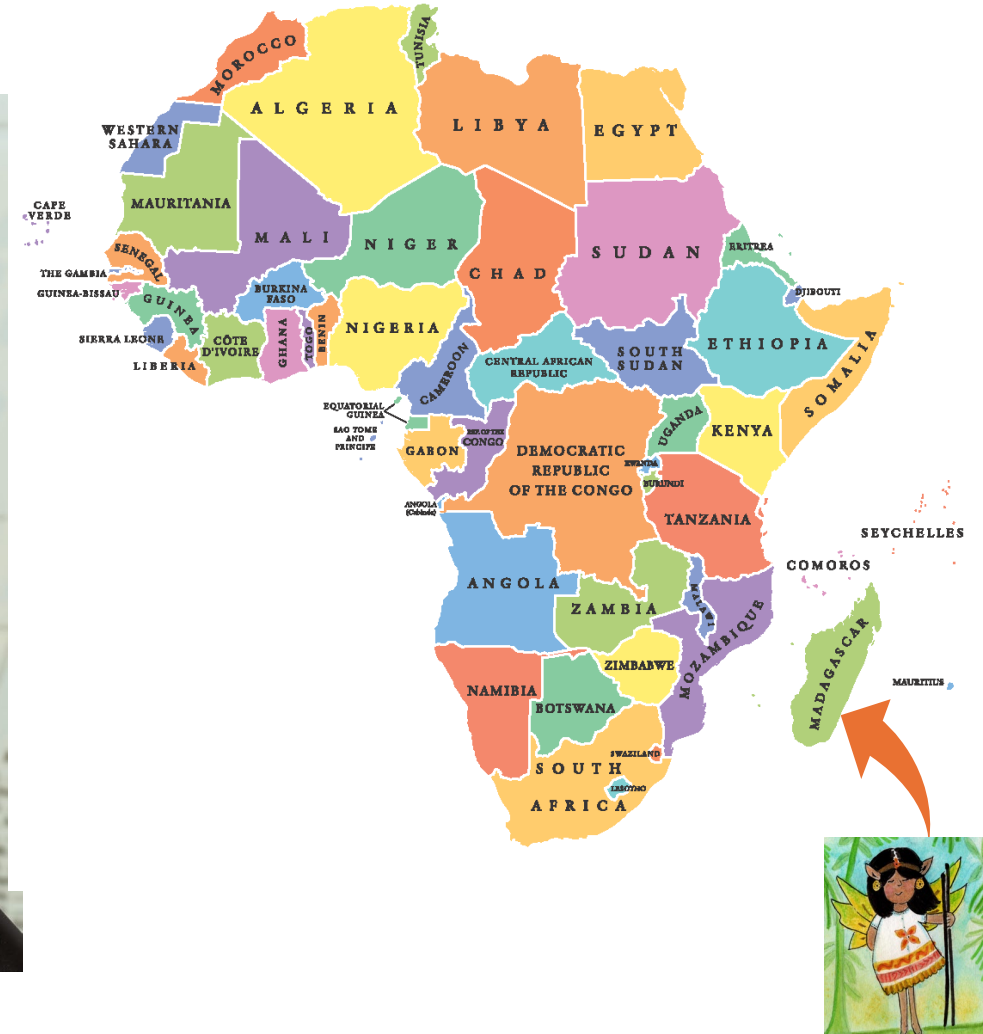 MOROCCO
TUNISIA
ALGERIA
LIBYA
EGYPT
WESTERN
SAHARA
MAURITANIA
MALI
NIGER
CHAD
SUDAN
ERITREA
CAPE
VERDE
SENEGAL
THE GAMBIA
GUINEA-BISSAU
GUINEA
SIERRA LEONE
LIBERIA
CÔTE
D'IVOIRE
BURKINA
FASO
GHANA
TOGO
BENIN
NIGERIA
CAMEROON
CENTRAL AFRICAN
REPUBLIC
SOUTH
SUDAN
ETHIOPIA
DJIBOUTI
SOMALIA
EQUATORIAL
GUINEA
SAO TOME
AND
PRINCIPE
GABON
REP. OF THE
CONGO
DEMOCRATIC
REPUBLIC
OF THE CONGO
UGANDA
KENYA
RWANDA
BURUNDI
TANZANIA
ANGOLA
(Cabinda)
ANGOLA
ZAMBIA
MALAWI
MOZAMBIQUE
SEYCHELLES
COMOROS
MADAGASCAR
MAURITIUS
NAMIBIA
BOTSWANA
ZIMBABWE
SWAZILAND
SOUTH
AFRICA
LESOTHO